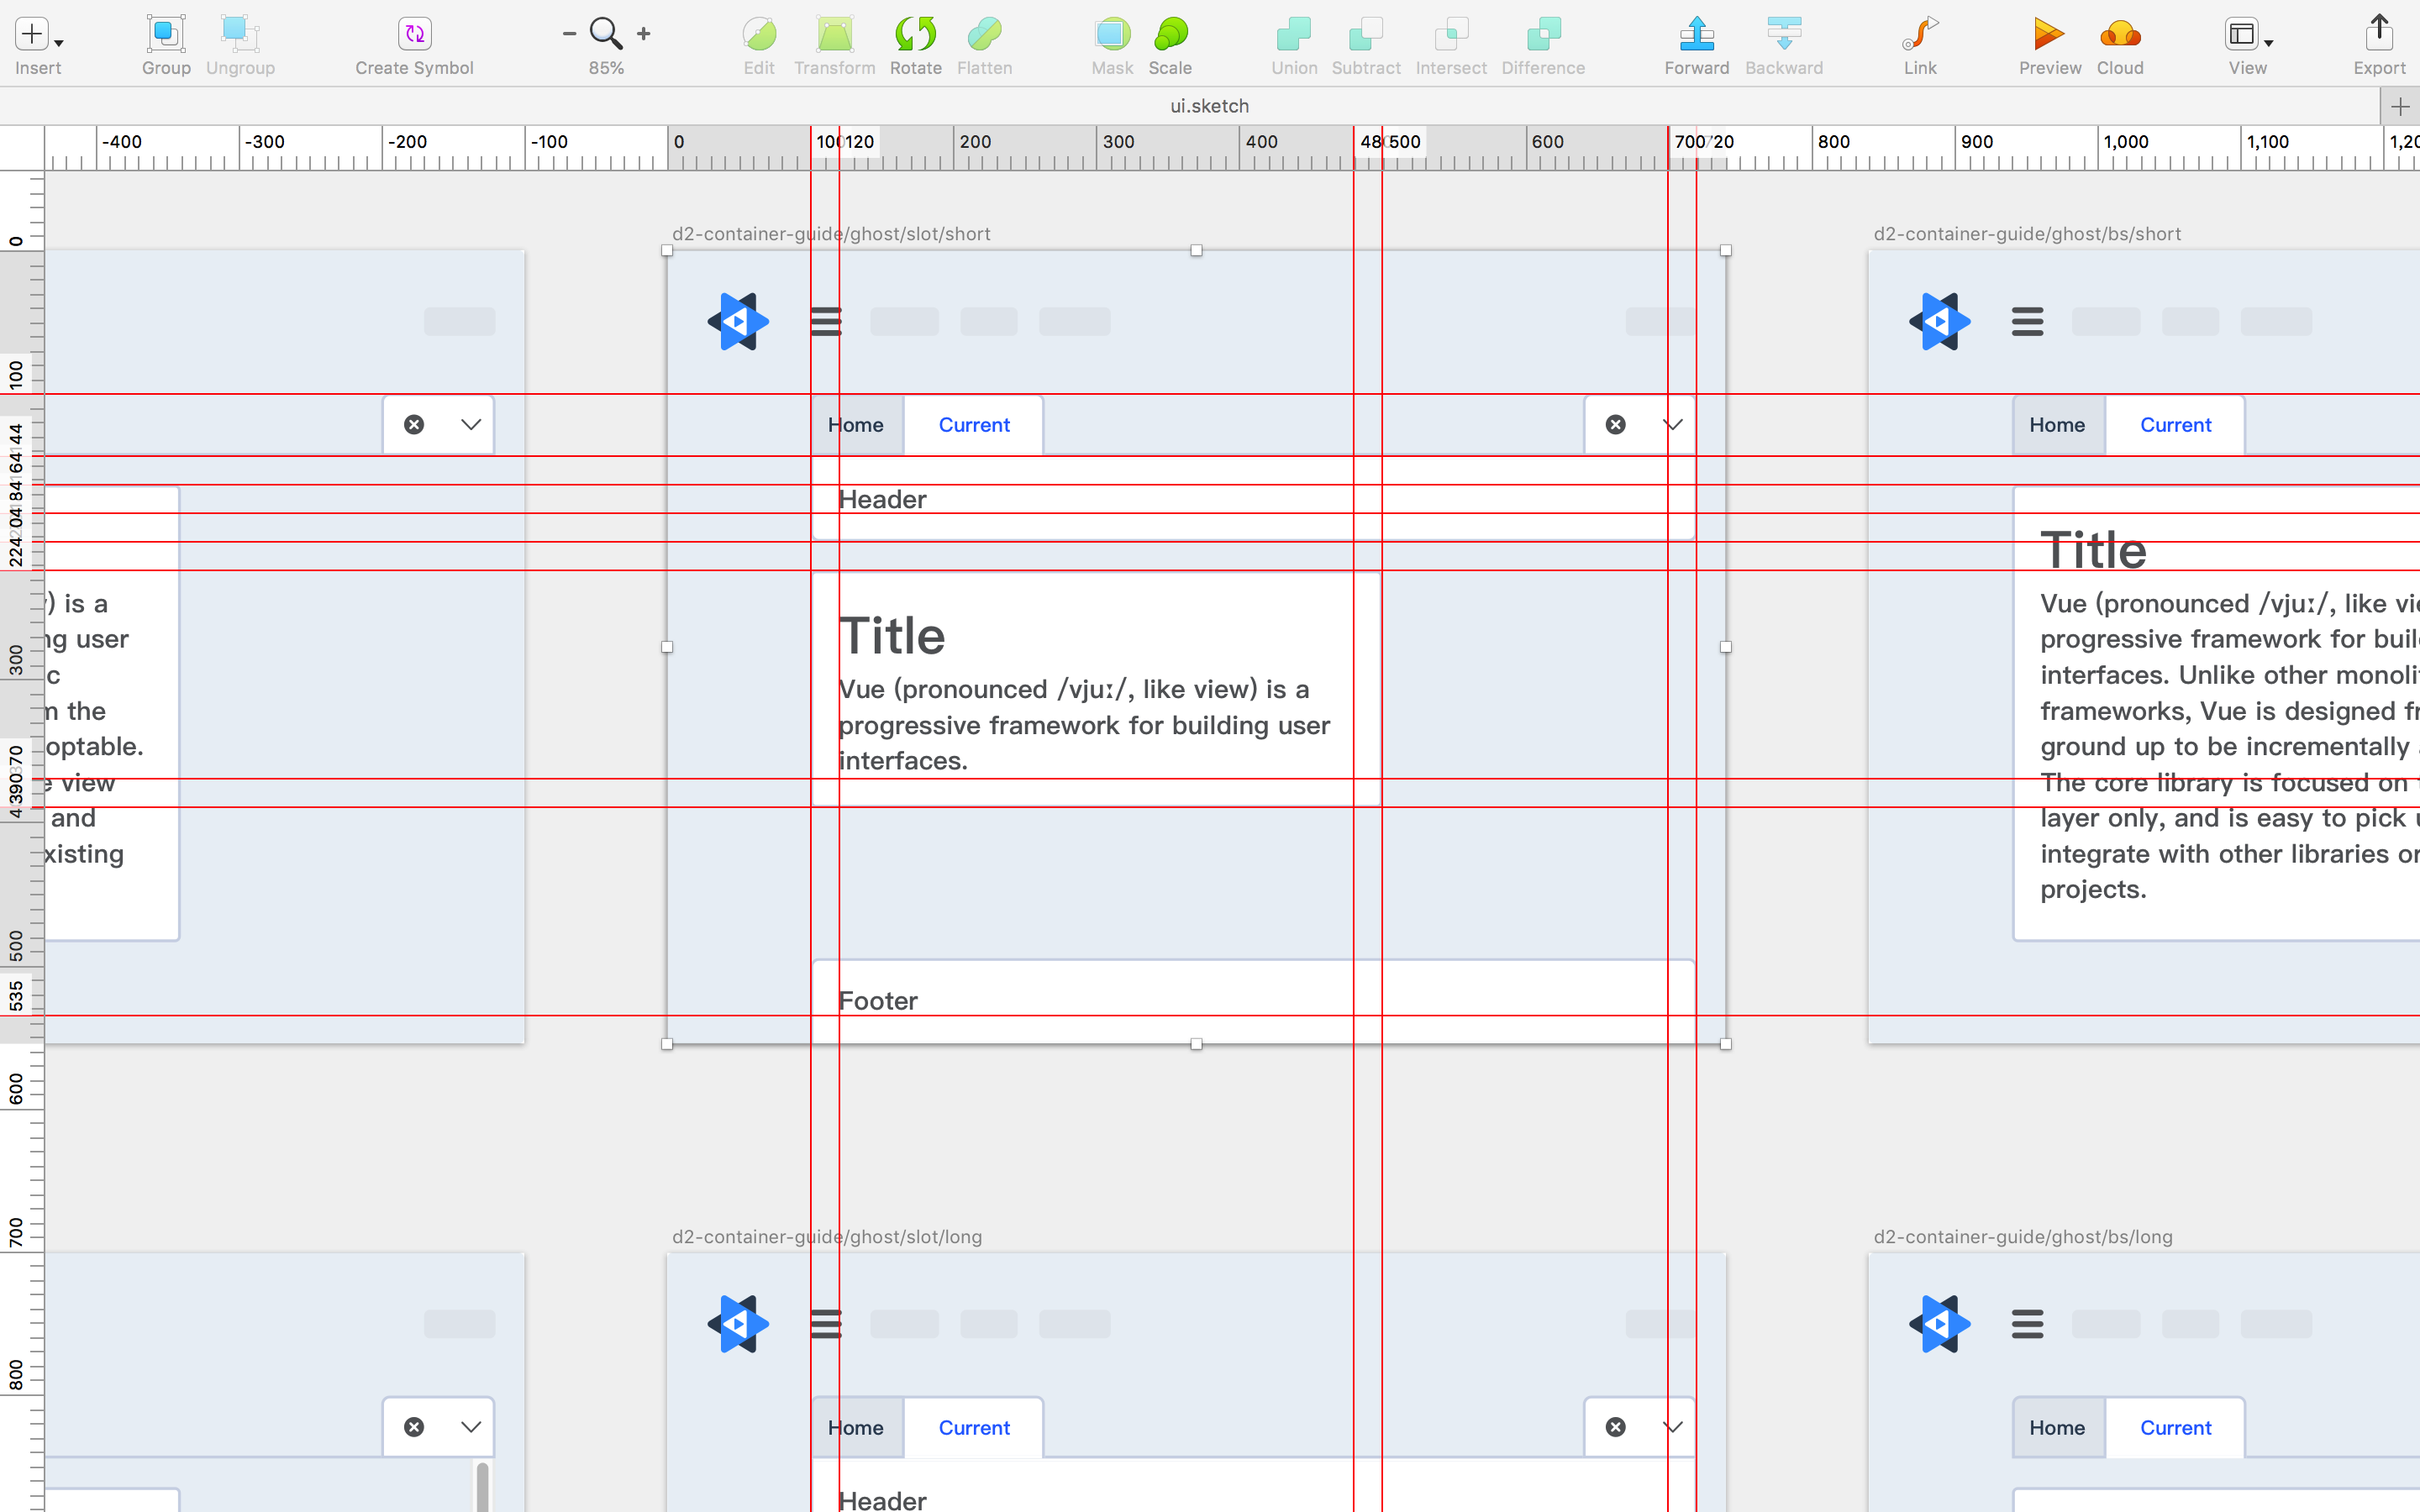 Insert
Group
Ungroup
Create Symbol
85%
Edit
Transform
Rotate
Flatten
Mask
Scale
Union
Subtract
Intersect
Difference
Forward
Backward
Link
Preview
Cloud
View
Export
ui.sketch
-400 -300 -200 -100 0 100 120 200 300 400 480 500 600 700 720 800 900 1,000 1,100
0
100
144
164
184
204
224
300
370
390
500
535
600
700
800
d2-container-guide/ghost/slot/short
d2-container-guide/ghost/bs/short
Home Current
Header
Title
Vue (pronounced /vjuː/, like view) is a
progressive framework for building user
interfaces.
Footer
) is a
ng user
c
m the
optable.
e view
and
xisting
Home Current
Title
Vue (pronounced /vjuː/, like
progressive framework for
interfaces. Unlike other
frameworks, Vue is designed
ground up to be incrementally
The core library is focused on
layer only, and is easy to pick
integrate with other libraries
projects.
d2-container-guide/ghost/slot/long
d2-container-guide/ghost/bs/long
Home Current
Header
Home Current